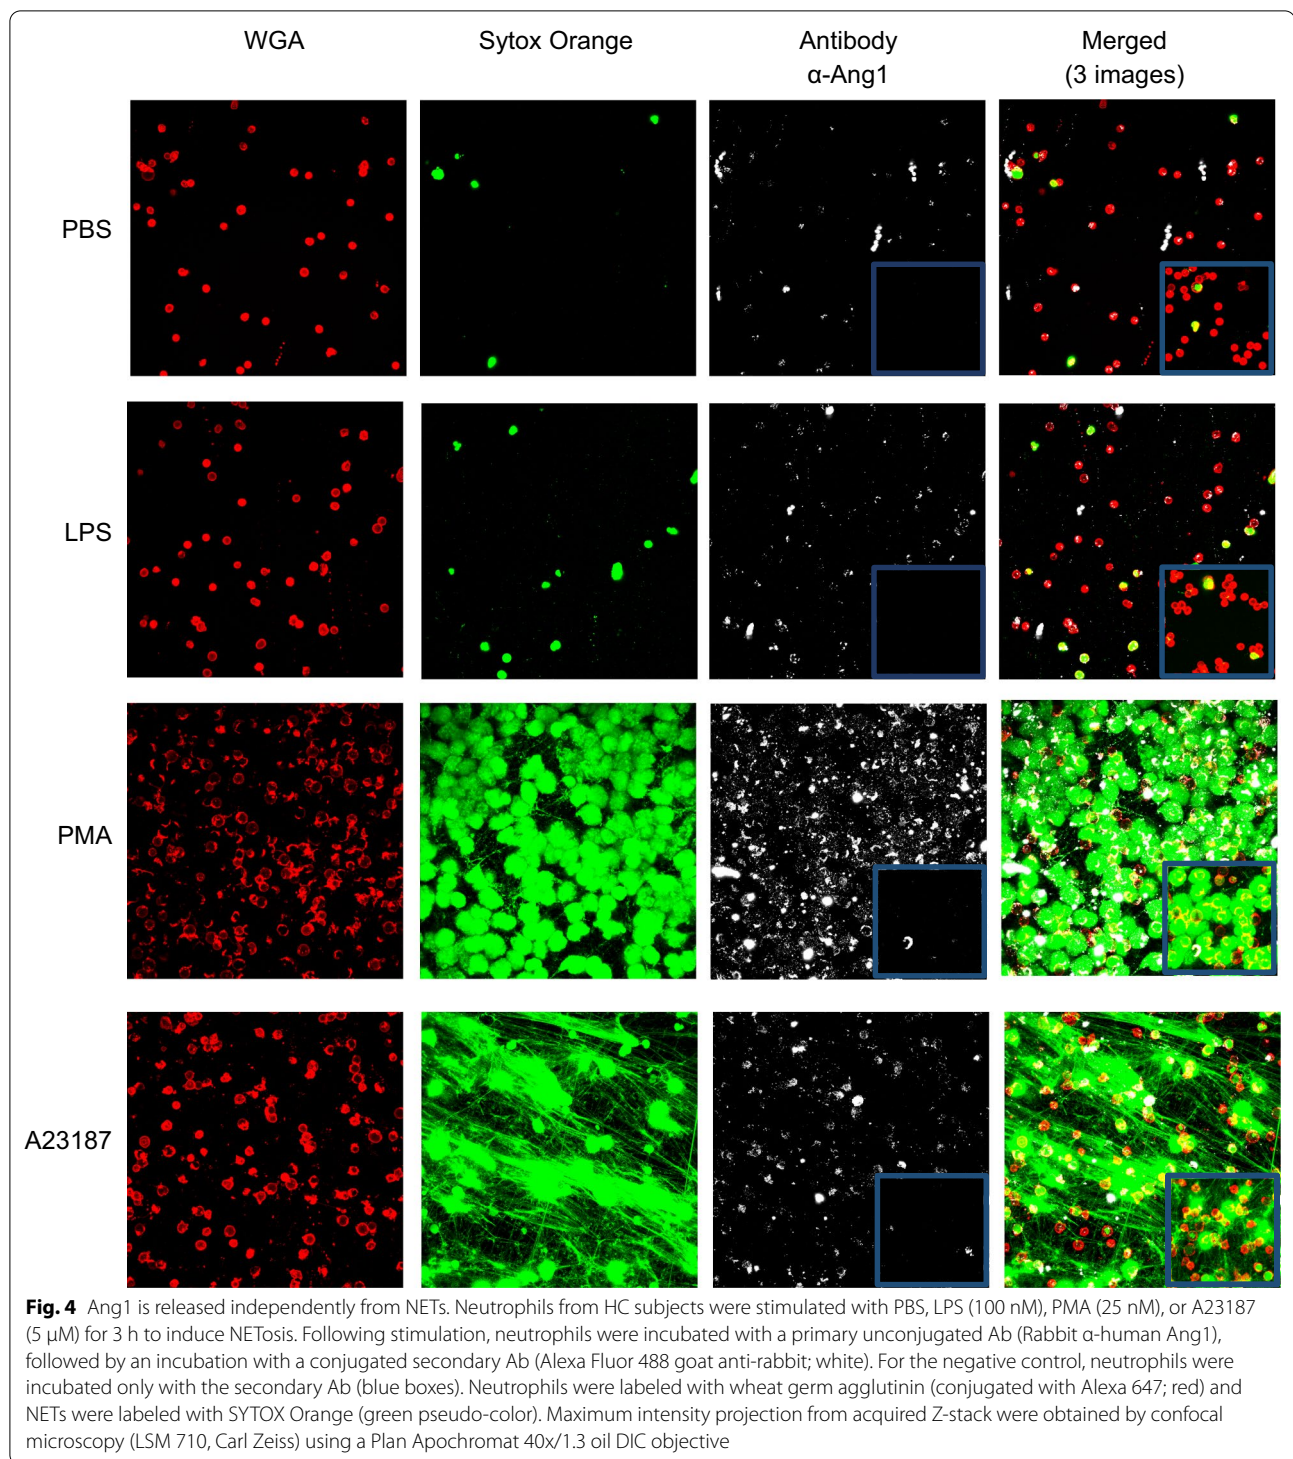 WGA
Sytox Orange
Antibody
α-Ang1
Merged
(3 images)
PBS
LPS
PMA
A23187
Fig. 4 Ang1 is released independently from NETs. Neutrophils from HC subjects were stimulated with PBS, LPS (100 nM), PMA (25 nM), or A23187
(5 µM) for 3 h to induce NETosis. Following stimulation, neutrophils were incubated with a primary unconjugated Ab (Rabbit α-human Ang1),
followed by an incubation with a conjugated secondary Ab (Alexa Fluor 488 goat anti-rabbit; white). For the negative control, neutrophils were
incubated only with the secondary Ab (blue boxes). Neutrophils were labeled with wheat germ agglutinin (conjugated with Alexa 647; red) and
NETs were labeled with SYTOX Orange (green pseudo-color). Maximum intensity projection from acquired Z-stack were obtained by confocal
microscopy (LSM 710, Carl Zeiss) using a Plan Apochromat 40x/1.3 oil DIC objective